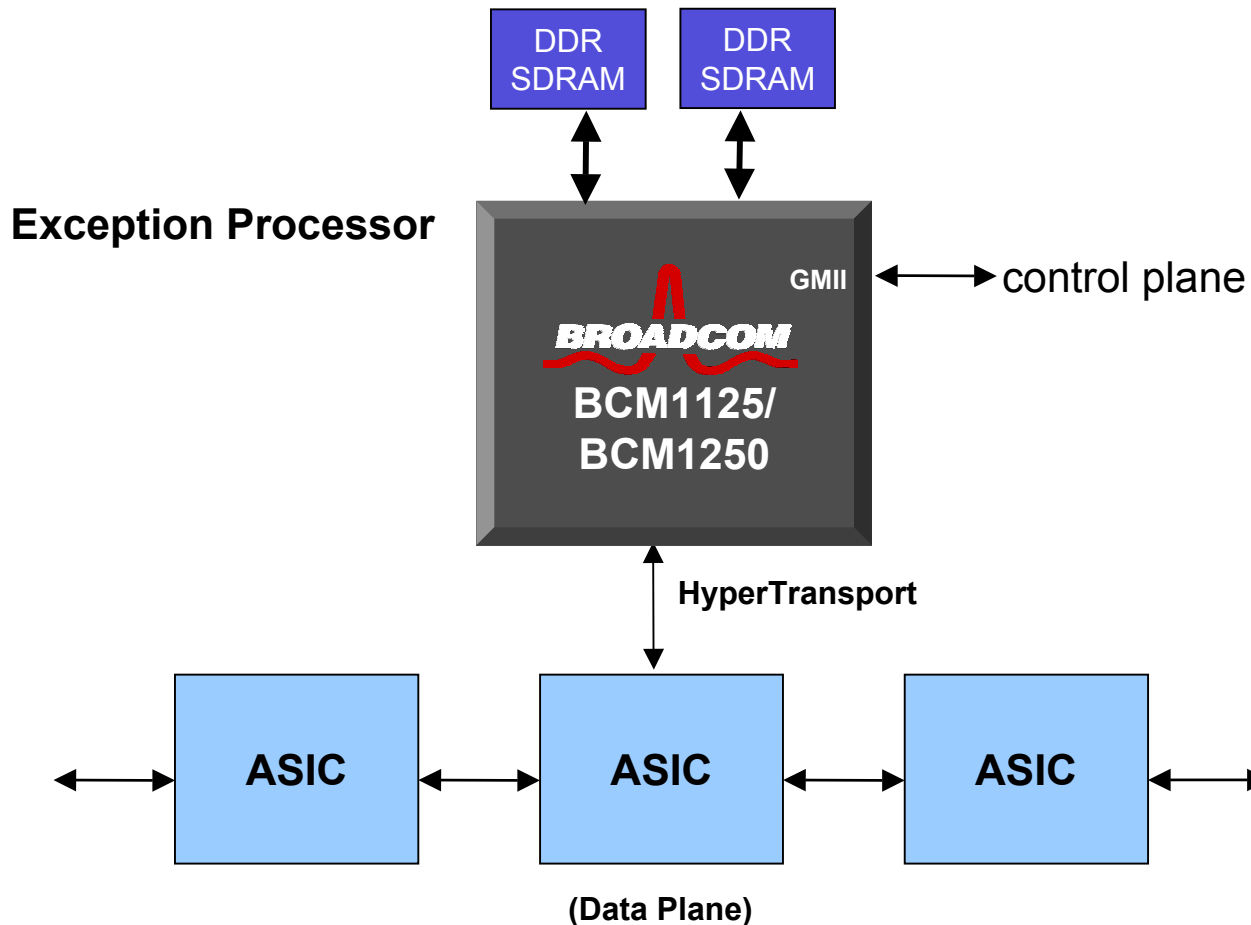 DDR
SDRAM
DDR
SDRAM
Exception Processor
GMII
control plane
BROADCOM
BCM1125/
BCM1250
HyperTransport
ASIC
ASIC
ASIC
(Data Plane)